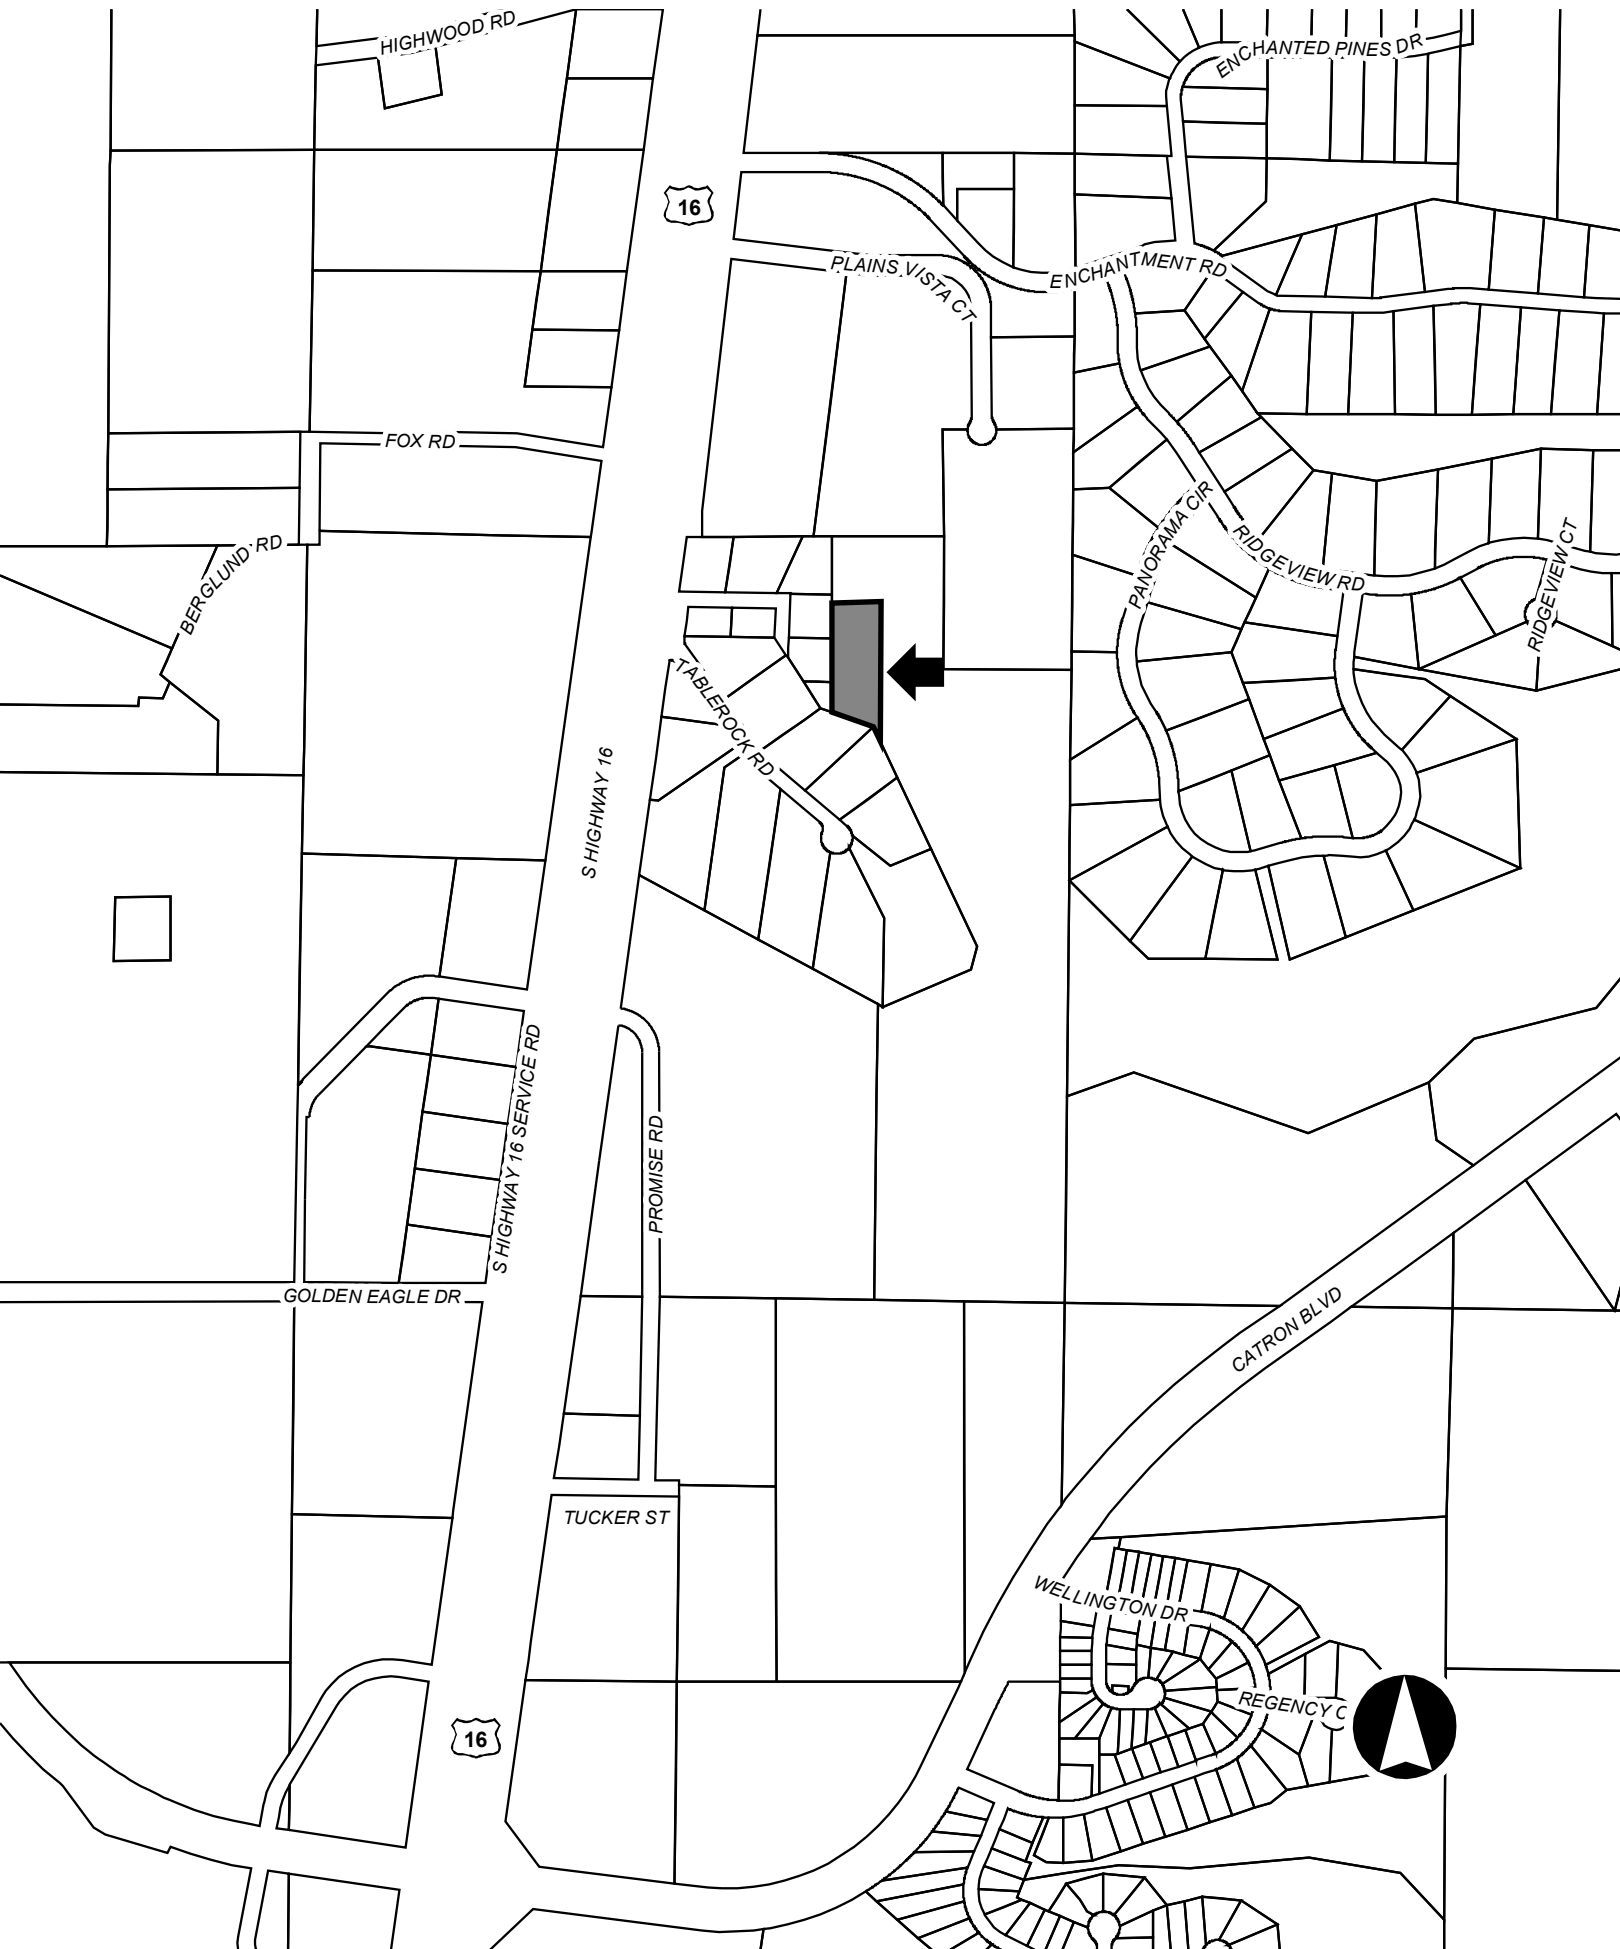 HIGHWOOD RD
ENCHANTED PINES DR
16
PLAINS VISTA CT
ENCHANTMENT RD
FOX RD
PANORAMA CIR
RIDGEVIEW RD
RIDGEVIEW CT
BERGLUND RD
TABLEROCK RD
S HIGHWAY 16
S HIGHWAY 16 SERVICE RD
PROMISE RD
GOLDEN EAGLE DR
CATRON BLVD
TUCKER ST
WELLINGTON DR
REGENCY C
16